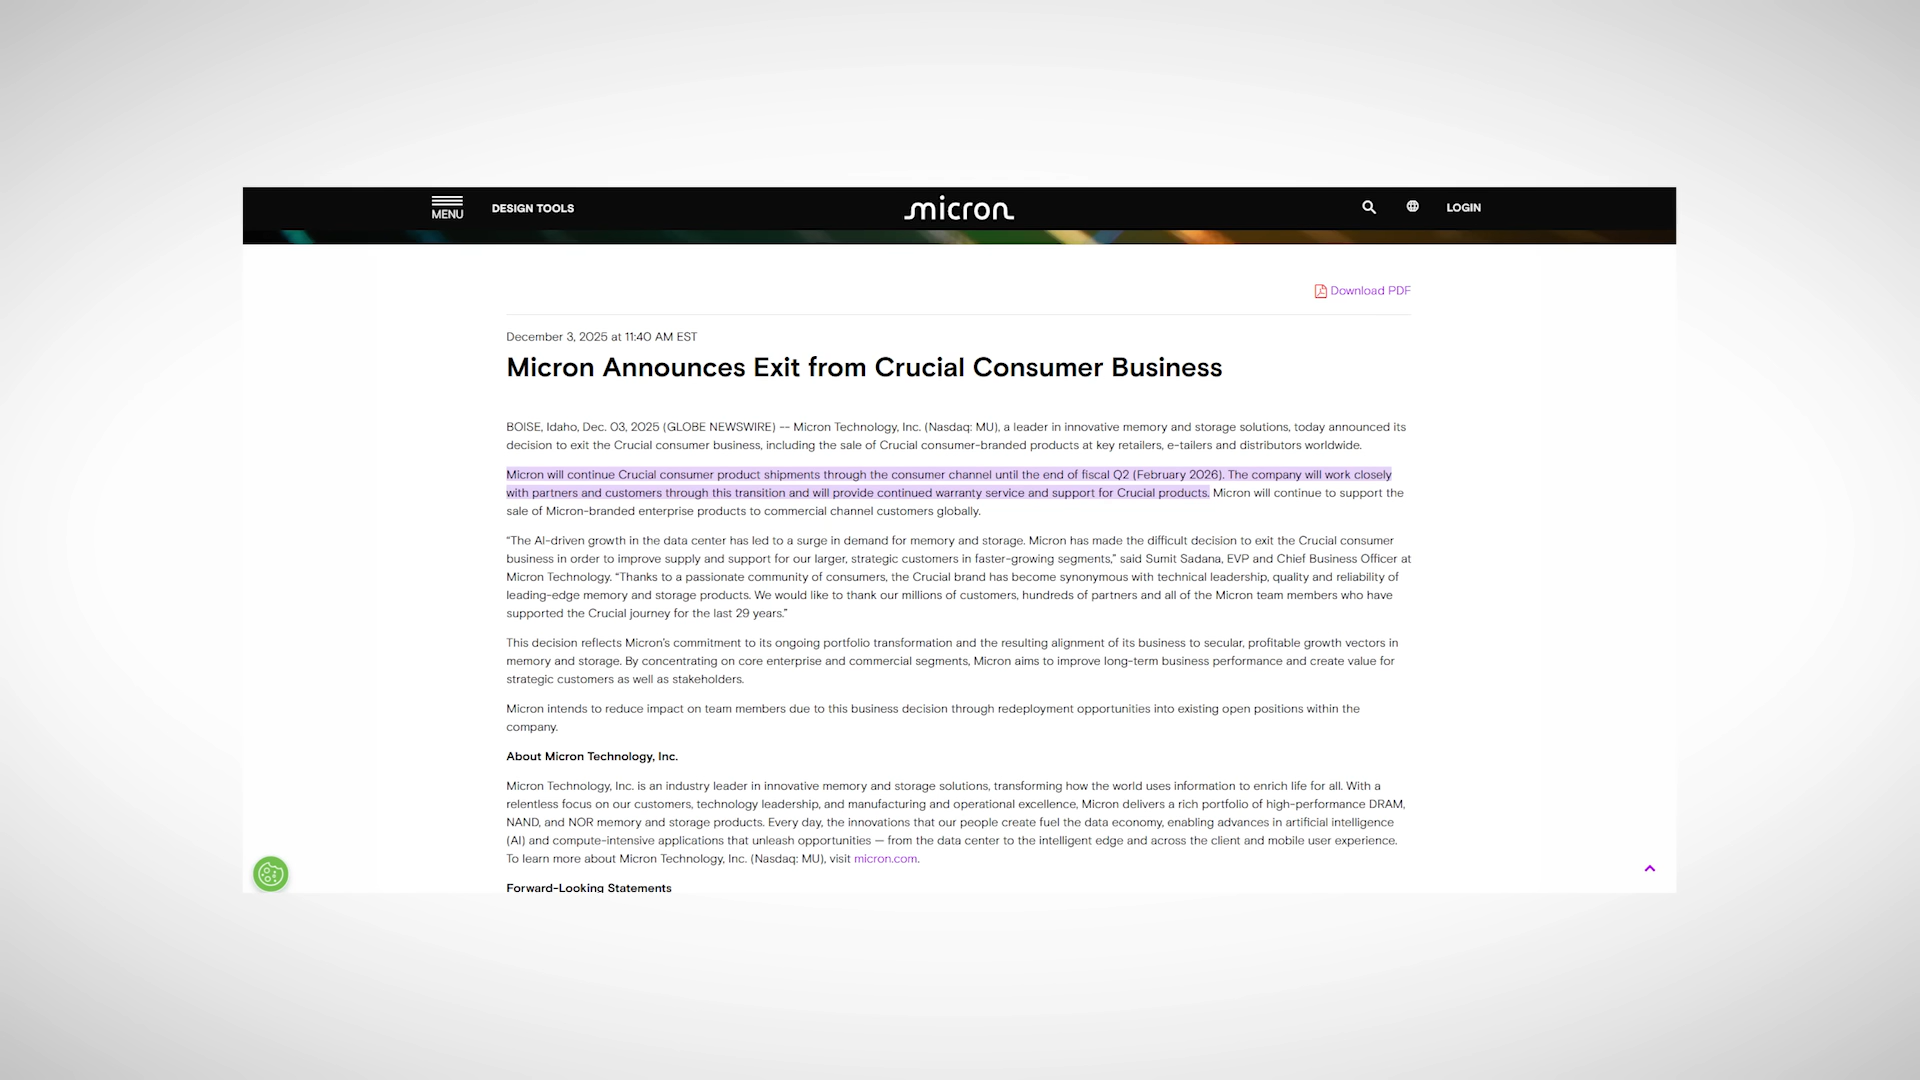 MENU
DESIGN TOOLS
micron
LOGIN
Download PDF
December 3, 2025 at 11:40 AM EST
Micron Announces Exit from Crucial Consumer Business
BOISE, Idaho, Dec. 03, 2025 (GLOBE NEWSWIRE) -- Micron Technology, Inc. (Nasdaq: MU), a leader in innovative memory and storage solutions, today announced its
decision to exit the Crucial consumer business, including the sale of Crucial consumer-branded products at key retailers, e-tailers and distributors worldwide.
Micron will continue Crucial consumer product shipments through the consumer channel until the end of fiscal Q2 (February 2026). The company will work closely
with partners and customers through this transition and will provide continued warranty service and support for Crucial products. Micron will continue to support the
sale of Micron-branded enterprise products to commercial channel customers globally.
“The AI-driven growth in the data center has led to a surge in demand for memory and storage. Micron has made the difficult decision to exit the Crucial consumer
business in order to improve supply and support for our larger, strategic customers in faster-growing segments,” said Sumit Sadana, EVP and Chief Business Officer at
Micron Technology. “Thanks to a passionate community of consumers, the Crucial brand has become synonymous with technical leadership, quality and reliability of
leading-edge memory and storage products. We would like to thank our millions of customers, hundreds of partners and all of the Micron team members who have
supported the Crucial journey for the last 29 years.”
This decision reflects Micron’s commitment to its ongoing portfolio transformation and the resulting alignment of its business to secular, profitable growth vectors in
memory and storage. By concentrating on core enterprise and commercial segments, Micron aims to improve long-term business performance and create value for
strategic customers as well as stakeholders.
Micron intends to reduce impact on team members due to this business decision through redeployment opportunities into existing open positions within the
company.
About Micron Technology, Inc.
Micron Technology, Inc. is an industry leader in innovative memory and storage solutions, transforming how the world uses information to enrich life for all. With a
relentless focus on our customers, technology leadership, and manufacturing and operational excellence, Micron delivers a rich portfolio of high-performance DRAM,
NAND, and NOR memory and storage products. Every day, the innovations that our people create fuel the data economy, enabling advances in artificial intelligence
(AI) and compute-intensive applications that unleash opportunities — from the data center to the intelligent edge and across the client and mobile user experience.
To learn more about Micron Technology, Inc. (Nasdaq: MU), visit micron.com.
Forward-Looking Statements